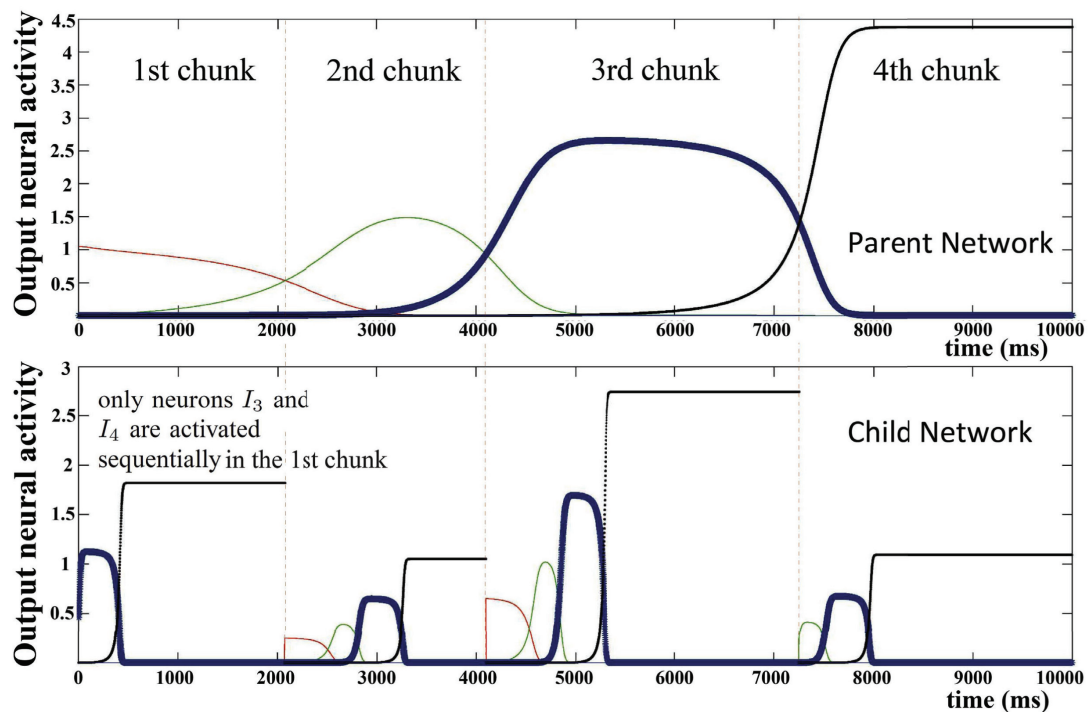 Output neural activity
4.5
4
3.5
3
2.5
2
1.5
1
0.5
1st chunk 2nd chunk 3rd chunk 4th chunk
Parent Network
0 1000 2000 3000 4000 5000 6000 7000 8000 9000 10000
time (ms)
Output neural activity
3
2.5
2
1.5
1
0.5
only neurons I3 and
I4 are activated
sequentially in the 1st chunk
Child Network
0 1000 2000 3000 4000 5000 6000 7000 8000 9000 10000
time (ms)